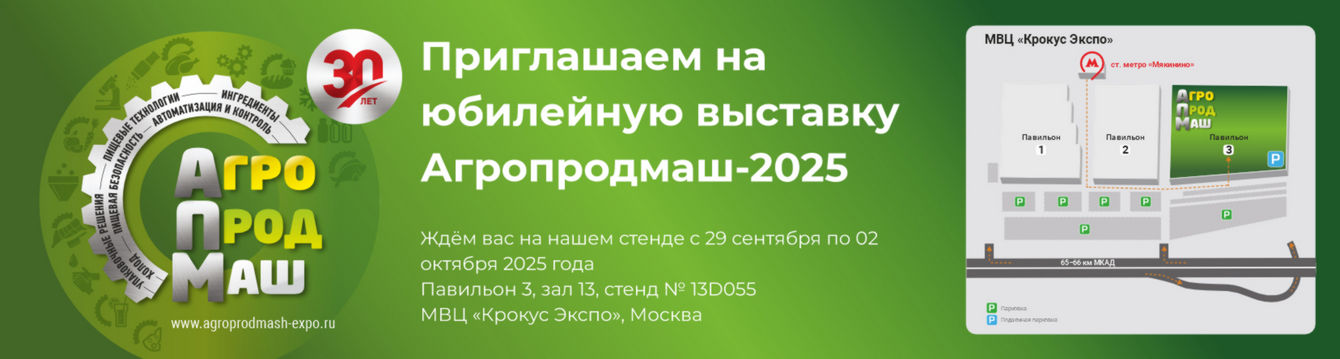 ПИЩЕВЫЕ ТЕХНОЛОГИИ
ИНГРЕДИЕНТЫ
ПИЩЕВАЯ БЕЗОПАСНОСТЬ
АВТОМАТИЗАЦИЯ И КОНТРОЛЬ
УПАКОВОЧНЫЕ РЕШЕНИЯ
ХОЛОД
АГРО
ПРОД
МАШ
www.agroprodmash-expo.ru
30
ЛЕТ
Приглашаем на
юбилейную выставку
Агропродмаш-2025
Ждём вас на нашем стенде с 29 сентября по 02
октября 2025 года
Павильон 3, зал 13, стенд № 13D055
МВЦ «Крокус Экспо», Москва
МВЦ «Крокус Экспо»
М
ст. метро «Мякинино»
Павильон
1
Павильон
2
АГРО
ПРОД
МАШ
Павильон
3
P
P P P P
P
P
65-66 км МКАД
P Парковка
P Подземная парковка